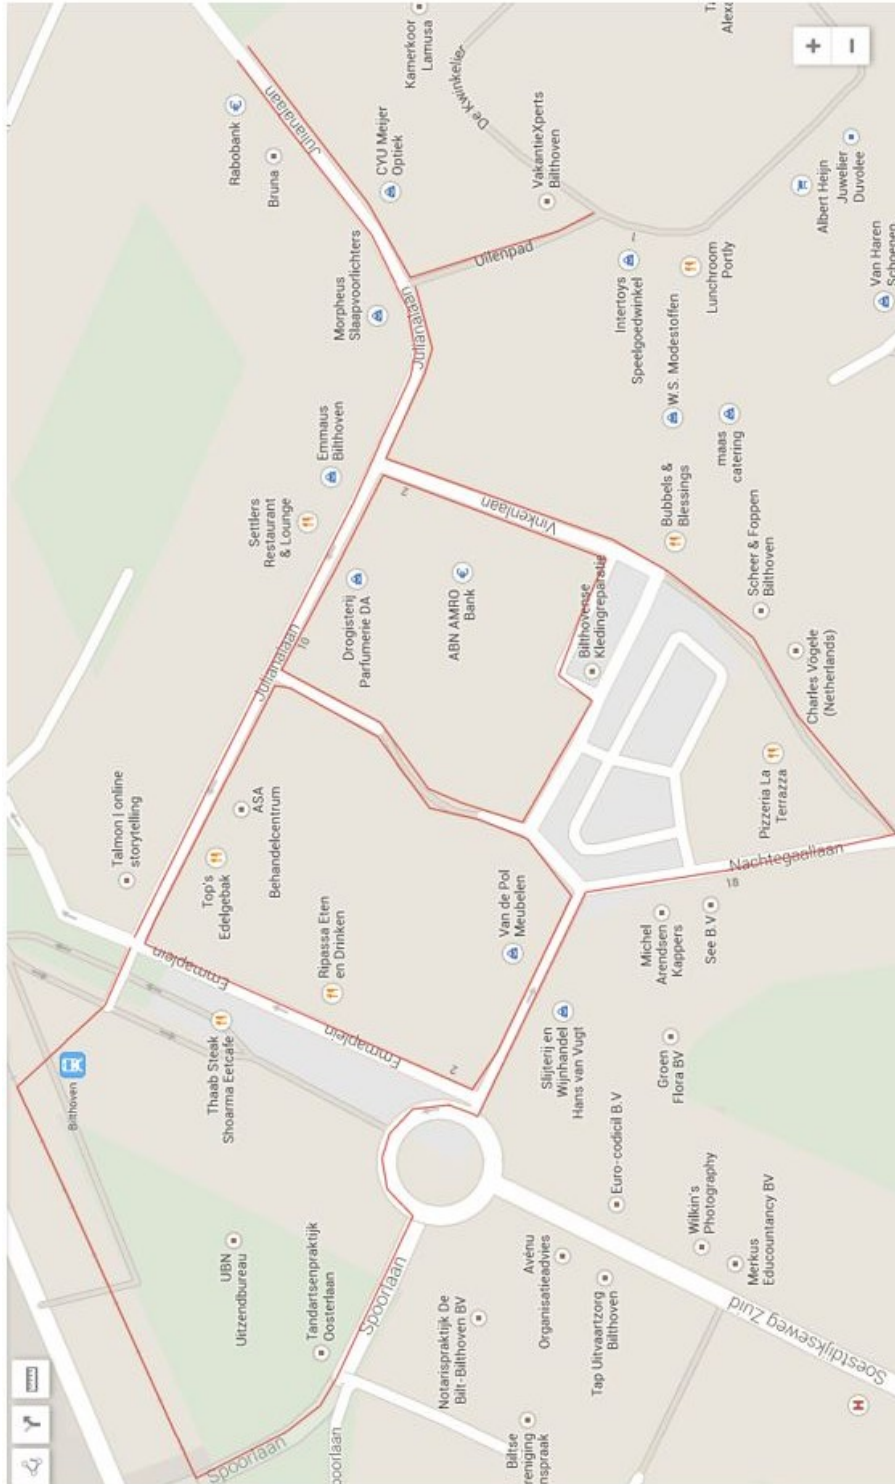 Kamerkoor
Lamusa
Rabobank
Bruna
Julianalaan
CYU Meijer
Optiek
De Kwinkelier
VakantieXperts
Bilthoven
Albert Heijn
Juwelier
Duvolee
Van Haren
Schoenen
Morpheus
Slaapvoorlichters
Julianalaan
Uilenpad
Intertoys
Speelgoedwinkel
Lunchroom
Portly
W.S. Modestoffen
Emmaus
Bilthoven
Settlers
Restaurant
& Lounge
2
Vinkenlaan
maas
catering
Bubbels &
Blessings
Scheer & Foppen
Bilthoven
Drogisterij
Parfumerie DA
ABN AMRO
Bank
Bilthovense
Kledingreparatie
Charles Vögele
(Netherlands)
Julianalaan
10
Talmon | online
storytelling
ASA
Behandelcentrum
Top's
Edelgebak
Pizzeria La
Terrazza
Nachtegaallaan
18
Ripassa Eten
en Drinken
Van de Pol
Meubelen
Michel
Arendsen
Kappers
See B.V
Emmaplein
Emmaplein
2
Thaab Steak
Shoarma Eetcafe
Bilthoven
Slijterij en
Wijnhandel
Hans van Vugt
Groen
Flora BV
Euro-codicil B.V
UBN
Uitzendbureau
Tandartsenpraktijk
Oosterlaan
Spoorlaan
Avenu
Organisatieadvies
Wilkin's
Photography
Merkus
Educountancy BV
Notarispraktijk De
Bilt-Bilthoven BV
Tap Uitvaartzorg
Bilthoven
Soestdijkseweg Zuid
Spoorlaan
Biltse
H